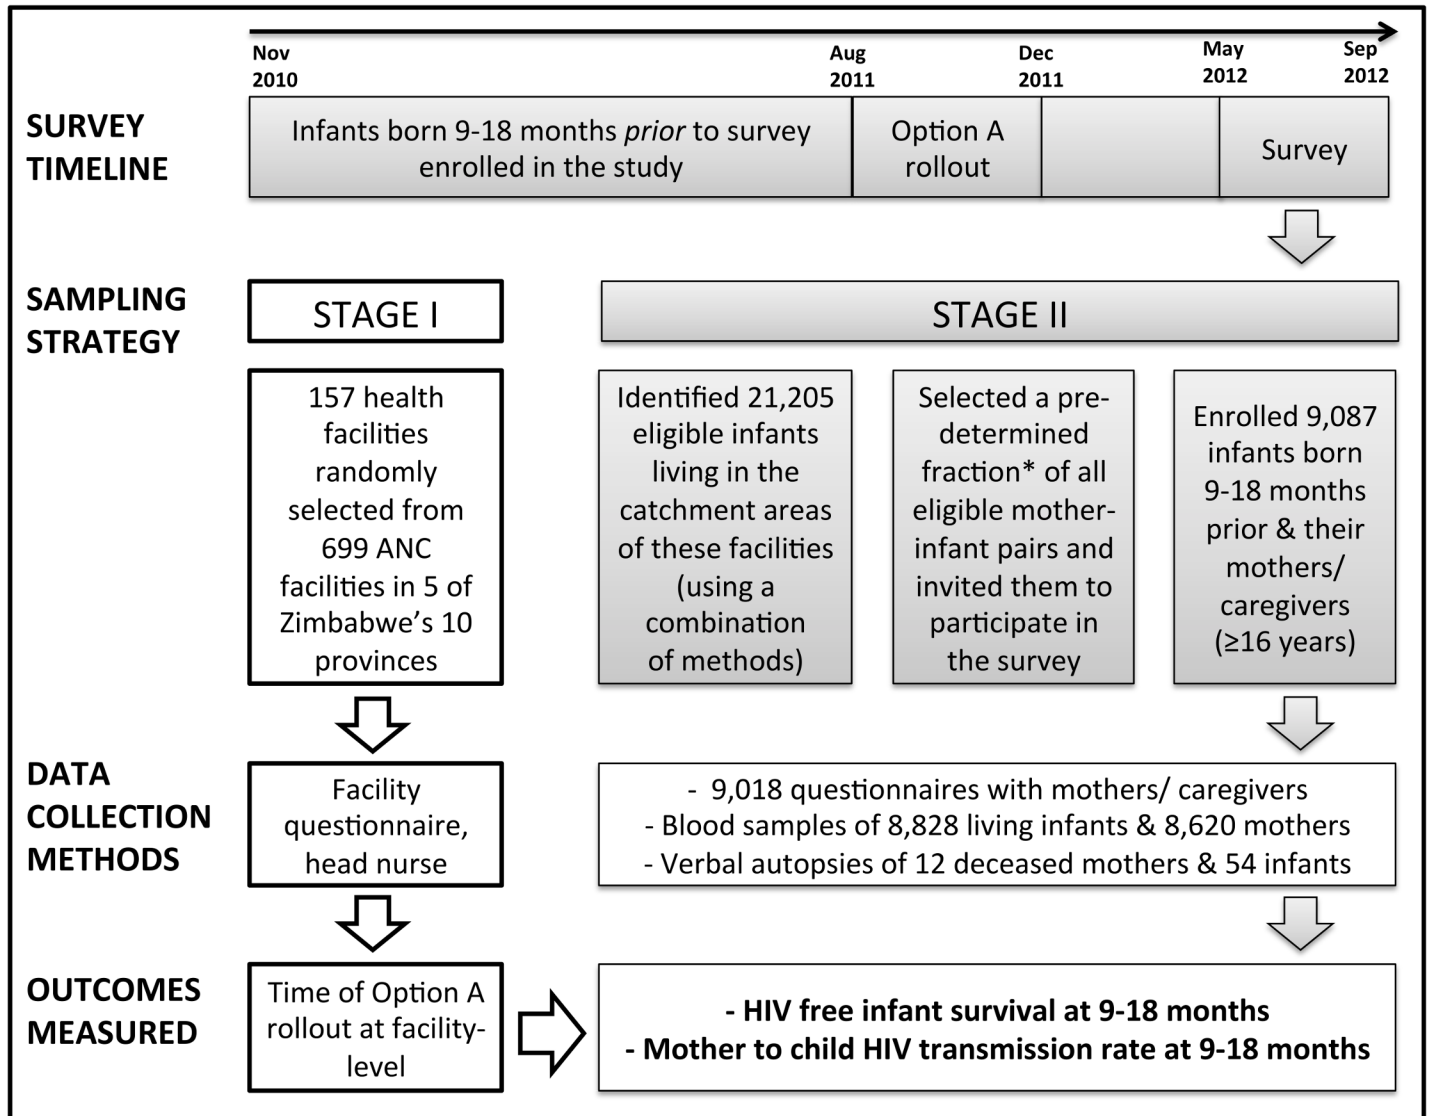 Nov
2010
Aug
2011
Dec
2011
May
2012
Sep
2012
SURVEY
TIMELINE
Infants born 9-18 months prior to survey
enrolled in the study
Option A
rollout
Survey
SAMPLING
STRATEGY
STAGE I
STAGE II
157 health
facilities
randomly
selected from
699 ANC
facilities in 5 of
Zimbabwe's 10
provinces
Identified 21,205
eligible infants
living in the
catchment areas
of these facilities
(using a
combination
of methods)
Selected a pre-
determined
fraction* of all
eligible mother-
infant pairs and
invited them to
participate in
the survey
Enrolled 9,087
infants born
9-18 months
prior & their
mothers/
caregivers
(≥16 years)
DATA
COLLECTION
METHODS
Facility
questionnaire,
head nurse
- 9,018 questionnaires with mothers/ caregivers
- Blood samples of 8,828 living infants & 8,620 mothers
- Verbal autopsies of 12 deceased mothers & 54 infants
OUTCOMES
MEASURED
Time of Option A
rollout at facility-
level
- HIV free infant survival at 9-18 months
- Mother to child HIV transmission rate at 9-18 months